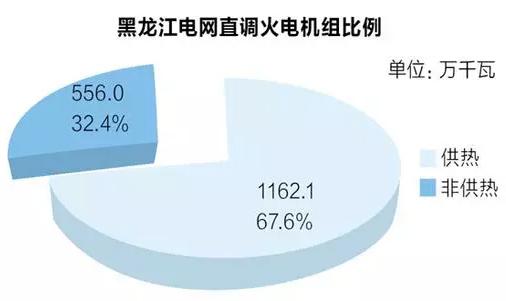 黑龙江电网直调火电机组比例
单位: 万千瓦
556.0
32.4%
供热
非供热
1162.1
67.6%